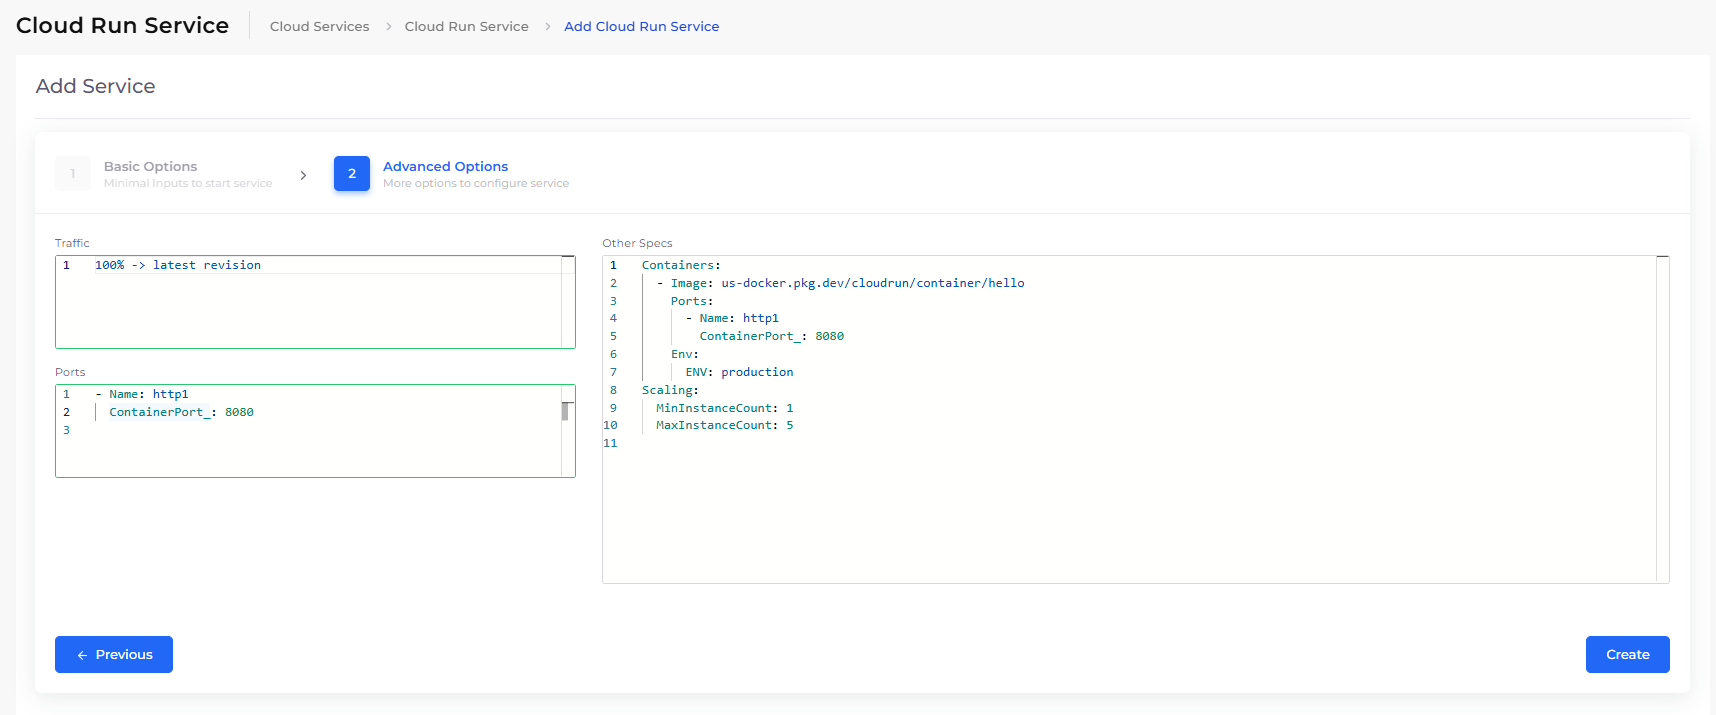 Cloud Run Service
Cloud Services > Cloud Run Service > Add Cloud Run Service
Add Service
1 Basic Options
Minimal Inputs to start service
>
2 Advanced Options
More options to configure service
Traffic
1 100% -> latest revision
Ports
1 - Name: http1
2 ContainerPort_: 8080
3
Other Specs
1 Containers:
2 - Image: us-docker.pkg.dev/cloudrun/container/hello
3 Ports:
4 - Name: http1
5 ContainerPort_: 8080
6 Env:
7 ENV: production
8 Scaling:
9 MinInstanceCount: 1
10 MaxInstanceCount: 5
11
← Previous
Create